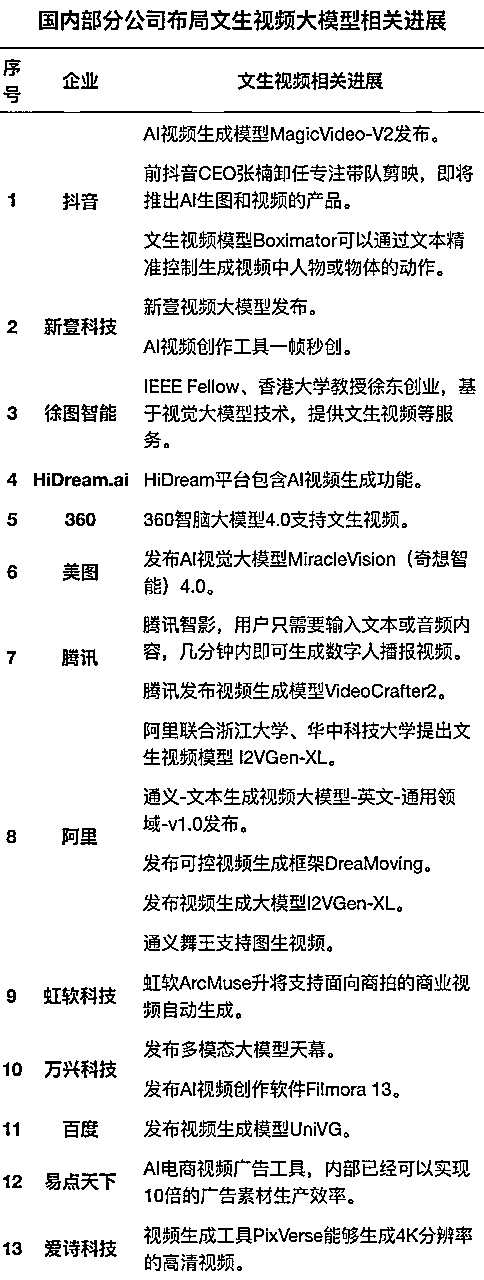 国内部分公司布局文生视频大模型相关进展
序号 企业 文生视频相关进展
AI视频生成模型MagicVideo-V2发布。
前抖音CEO张楠卸任专注带队剪映，即将
1 抖音 推出AI生图和视频的产品。
文生视频模型Boximator可以通过文本精
准控制生成视频中人物或物体的动作。
新壹视频大模型发布。
2 新壹科技
AI视频创作工具一帧秒创。
IEEE Fellow、香港大学教授徐东创业，基
3 徐图智能 于视觉大模型技术，提供文生视频等服
务。
4 HiDream.ai HiDream平台包含AI视频生成功能。
5 360 360智脑大模型4.0支持文生视频。
6 美图 发布AI视觉大模型MiracleVision（奇想智
能）4.0。
腾讯智影，用户只需要输入文本或音频内
7 腾讯 容，几分钟内即可生成数字人播报视频。
腾讯发布视频生成模型VideoCrafter2。
阿里联合浙江大学、华中科技大学提出文
生视频模型 I2VGen-XL。
通义-文本生成视频大模型-英文-通用领
8 阿里 域-v1.0发布。
发布可控视频生成框架DreaMoving。
发布视频生成大模型I2VGen-XL。
通义舞王支持图生视频。
9 虹软科技 虹软ArcMuse升将支持面向商拍的商业视
频自动生成。
发布多模态大模型天幕。
10 万兴科技
发布AI视频创作软件Filmora 13。
11 百度 发布视频生成模型UniVG。
12 易点天下 AI电商视频广告工具，内部已经可以实现
10倍的广告素材生产效率。
13 爱诗科技 视频生成工具PixVerse能够生成4K分辨率
的高清视频。